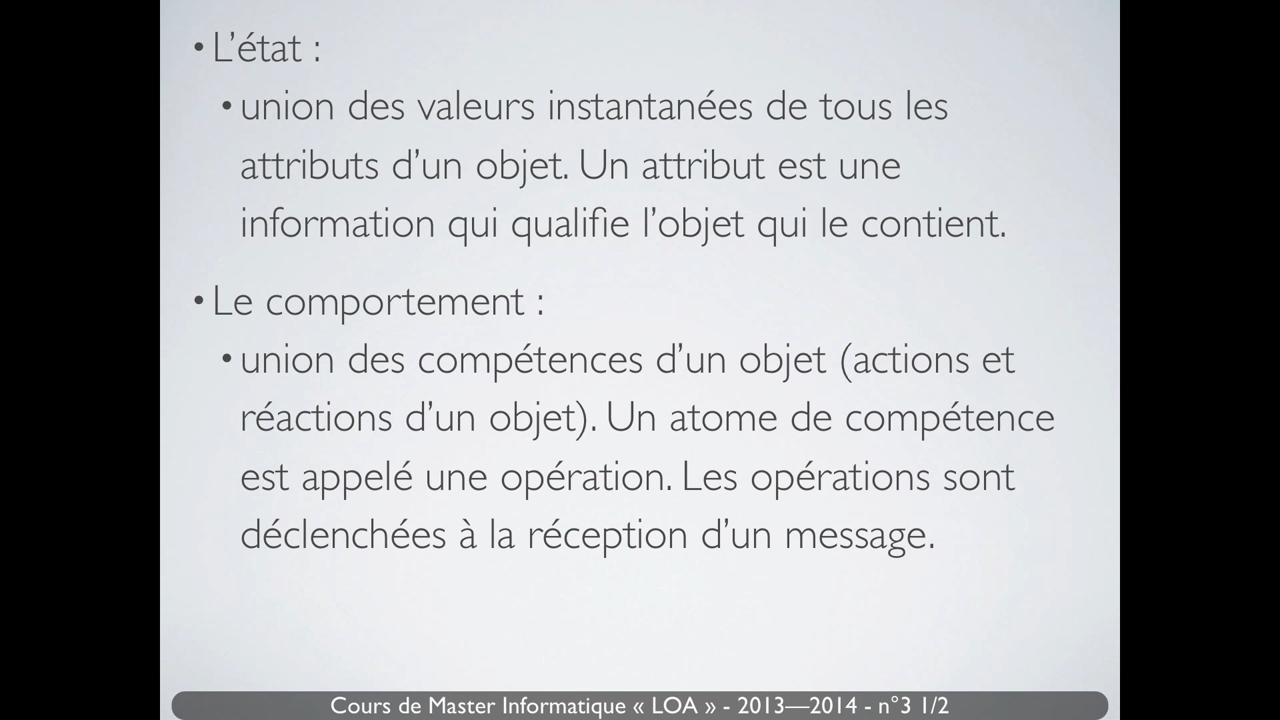 • L’état :
• union des valeurs instantanées de tous les
attributs d’un objet. Un attribut est une
information qui qualifie l’objet qui le contient.
• Le comportement :
• union des compétences d’un objet (actions et
réactions d’un objet). Un atome de compétence
est appelé une opération. Les opérations sont
déclenchées à la réception d’un message.
Cours de Master Informatique « LOA » - 2013—2014 - n°3 1/2